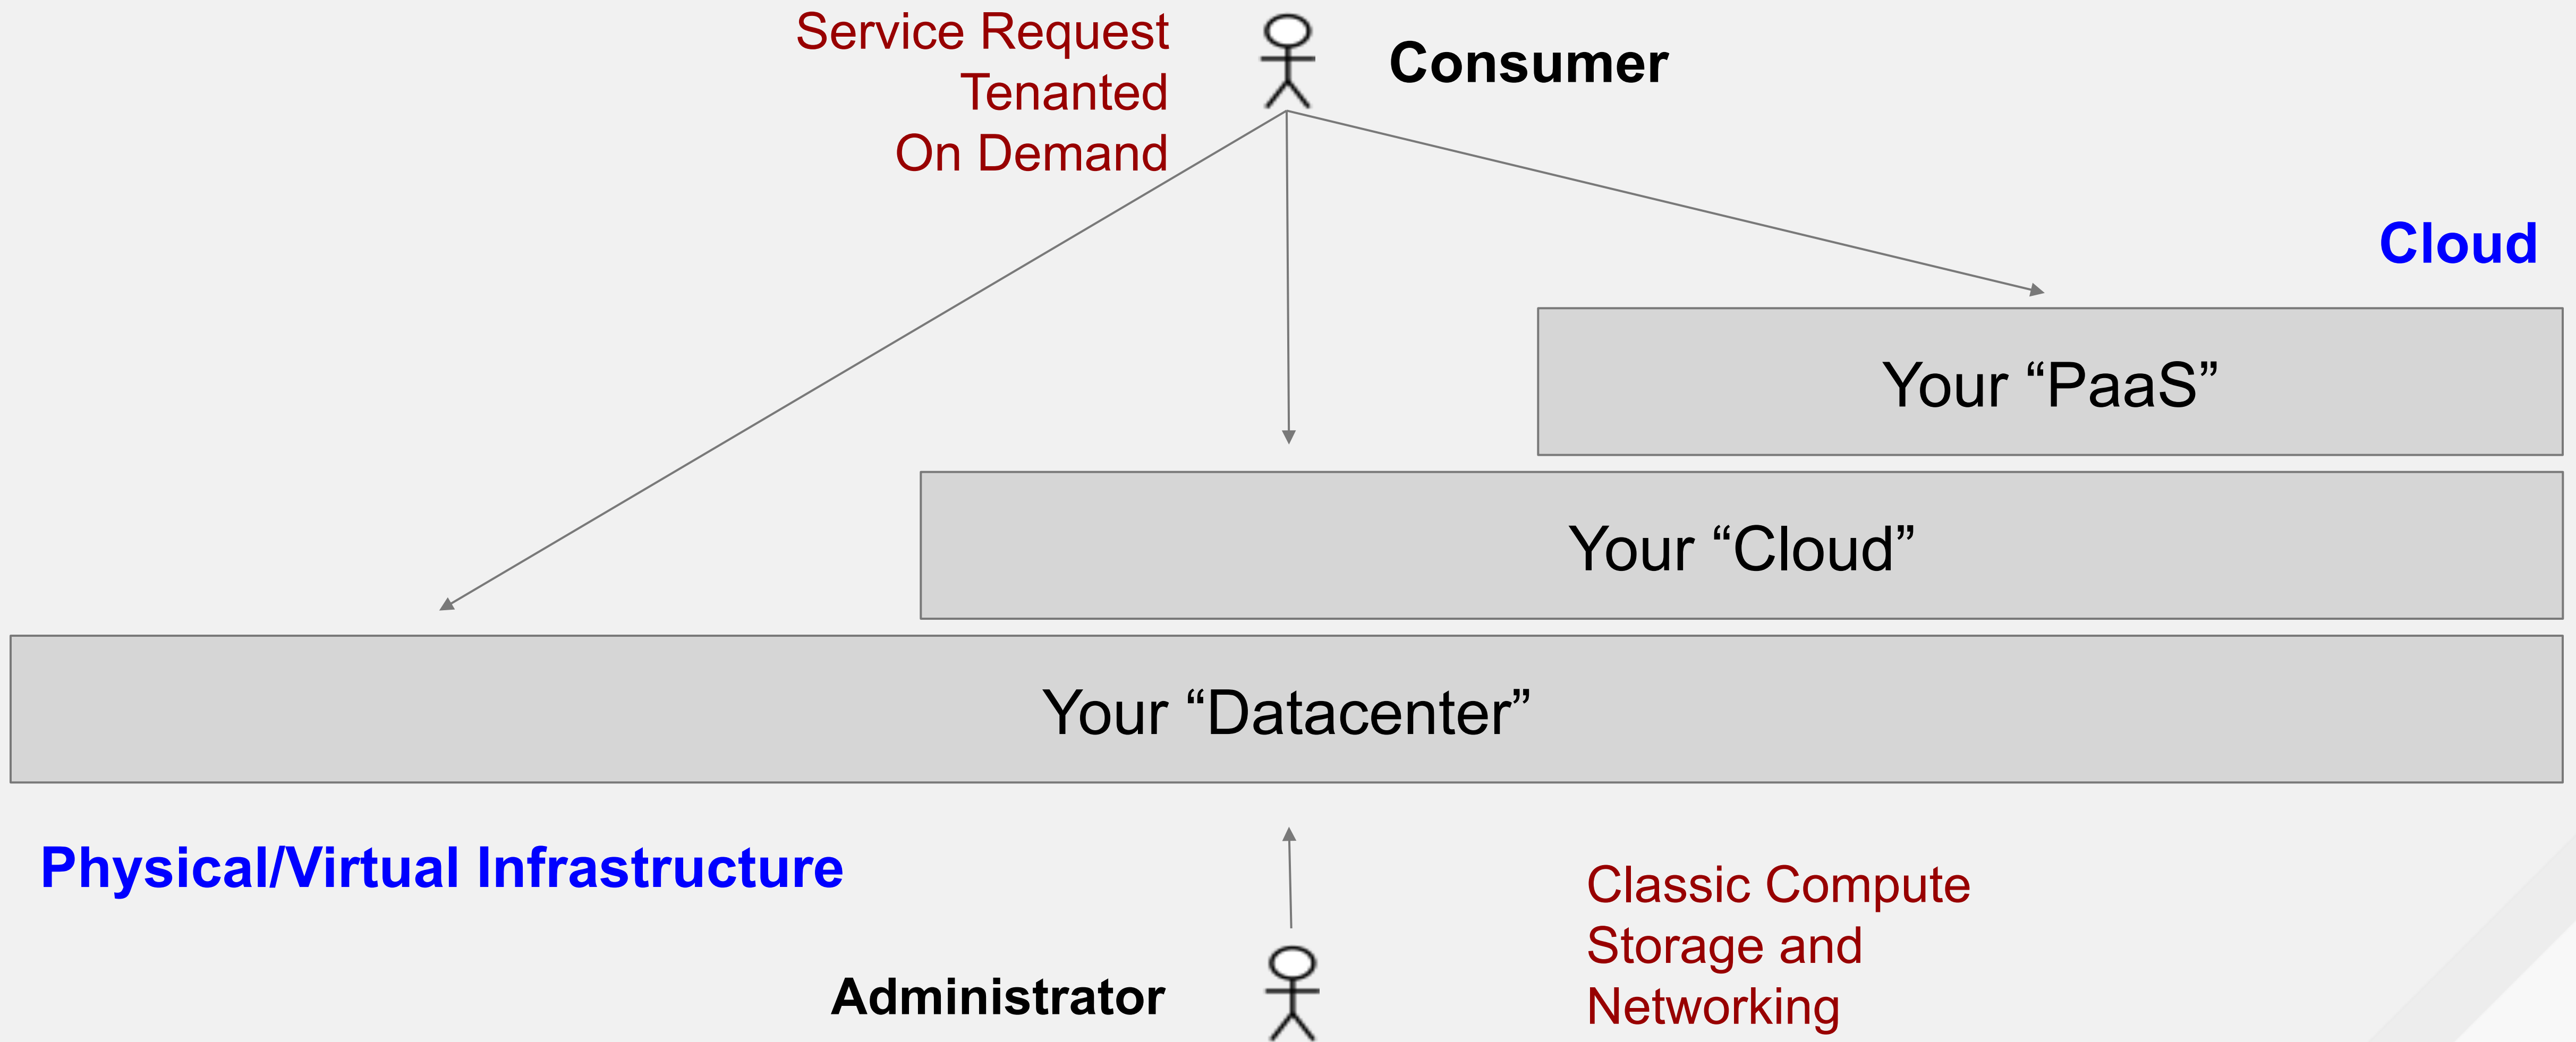 Service Request
Tenanted
On Demand
Consumer
Cloud
Your “PaaS”
Your “Cloud”
Your “Datacenter”
Physical/Virtual Infrastructure
Classic Compute
Storage and
Networking
Administrator